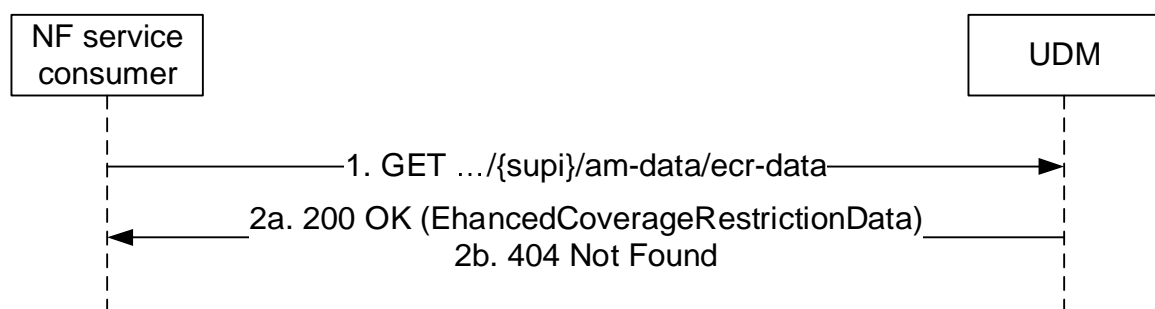 NF service
consumer
UDM
1. GET …/{supi}/am-data/ecr-data
2a. 200 OK (EhancedCoverageRestrictionData)
2b. 404 Not Found